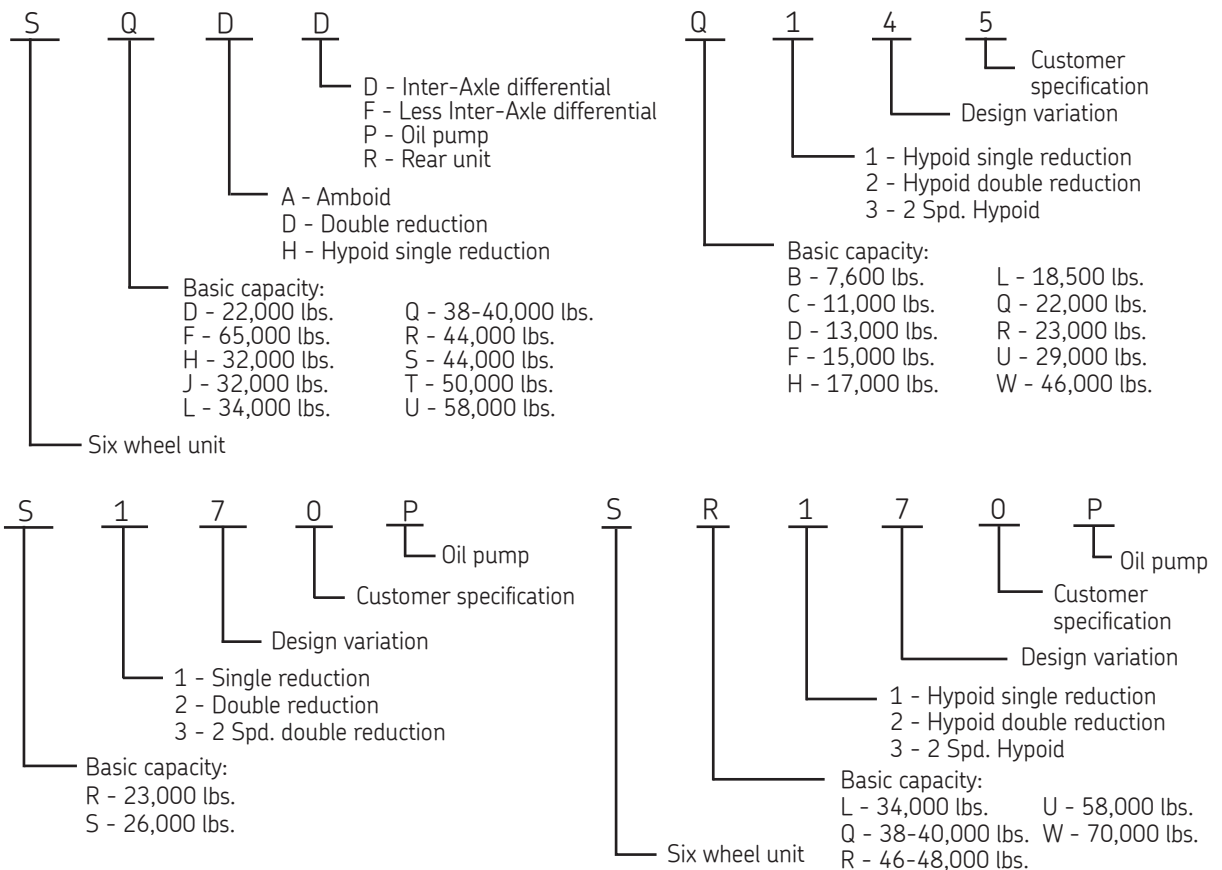 S Q D D
D - Inter-Axle differential
F - Less Inter-Axle differential
P - Oil pump
R - Rear unit
A - Amboid
D - Double reduction
H - Hypoid single reduction
Basic capacity:
D - 22,000 lbs. Q - 38-40,000 lbs.
F - 65,000 lbs. R - 44,000 lbs.
H - 32,000 lbs. S - 44,000 lbs.
J - 32,000 lbs. T - 50,000 lbs.
L - 34,000 lbs. U - 58,000 lbs.
Six wheel unit
Q 1 4 5
Customer
specification
Design variation
1 - Hypoid single reduction
2 - Hypoid double reduction
3 - 2 Spd. Hypoid
Basic capacity:
B - 7,600 lbs. L - 18,500 lbs.
C - 11,000 lbs. Q - 22,000 lbs.
D - 13,000 lbs. R - 23,000 lbs.
F - 15,000 lbs. U - 29,000 lbs.
H - 17,000 lbs. W - 46,000 lbs.
S 1 7 0 P
Oil pump
Customer specification
Design variation
1 - Single reduction
2 - Double reduction
3 - 2 Spd. double reduction
Basic capacity:
R - 23,000 lbs.
S - 26,000 lbs.
S R 1 7 0 P
Oil pump
Customer
specification
Design variation
1 - Hypoid single reduction
2 - Hypoid double reduction
3 - 2 Spd. Hypoid
Basic capacity:
L - 34,000 lbs. U - 58,000 lbs.
Q - 38-40,000 lbs. W - 70,000 lbs.
R - 46-48,000 lbs.
Six wheel unit